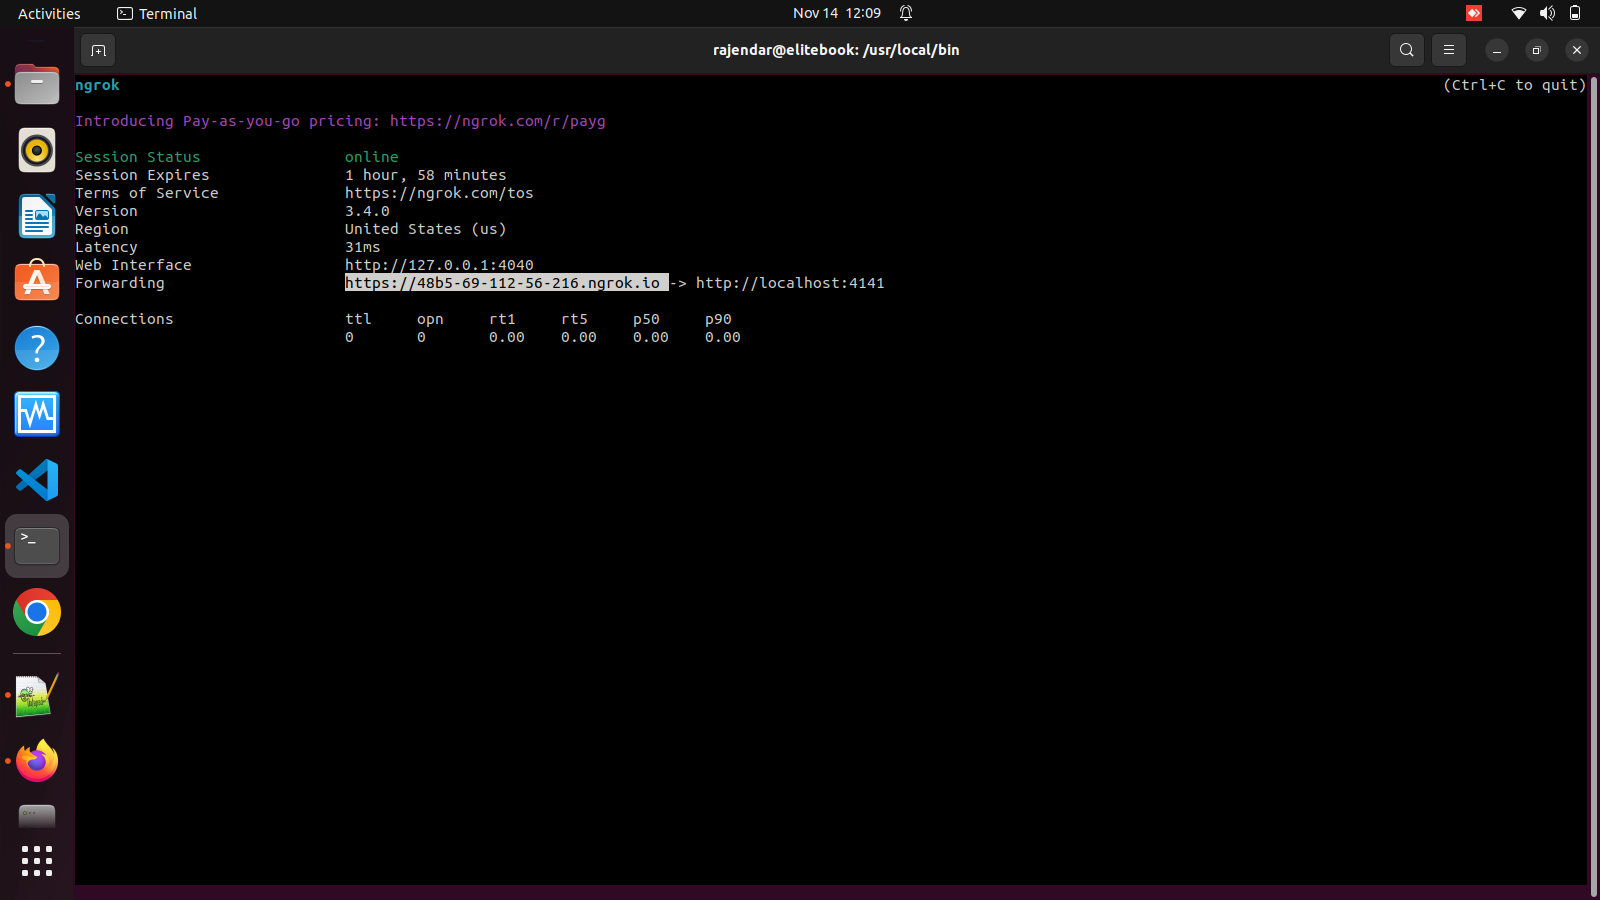 Activities Terminal Nov 14 12:09
rajendar@elitebook: /usr/local/bin
ngrok (Ctrl+C to quit)
Introducing Pay-as-you-go pricing: https://ngrok.com/r/payg
Session Status online
Session Expires 1 hour, 58 minutes
Terms of Service https://ngrok.com/tos
Version 3.4.0
Region United States (us)
Latency 31ms
Web Interface http://127.0.0.1:4040
Forwarding https://48b5-69-112-56-216.ngrok.io -> http://localhost:4141
Connections ttl opn rt1 rt5 p50 p90
0 0 0.00 0.00 0.00 0.00